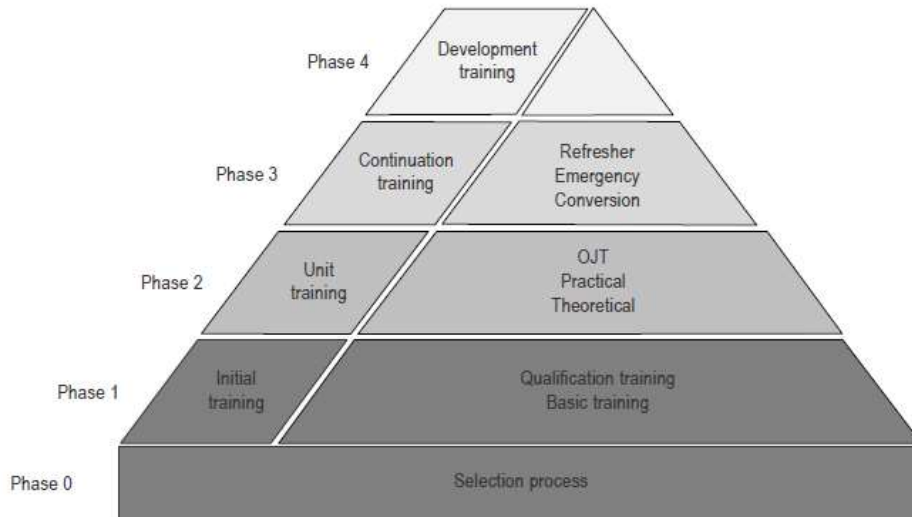 Phase 4
Development
training
Phase 3
Continuation
training
Refresher
Emergency
Conversion
Phase 2
Unit
training
OJT
Practical
Theoretical
Phase 1
Initial
training
Qualification training
Basic training
Phase 0
Selection process